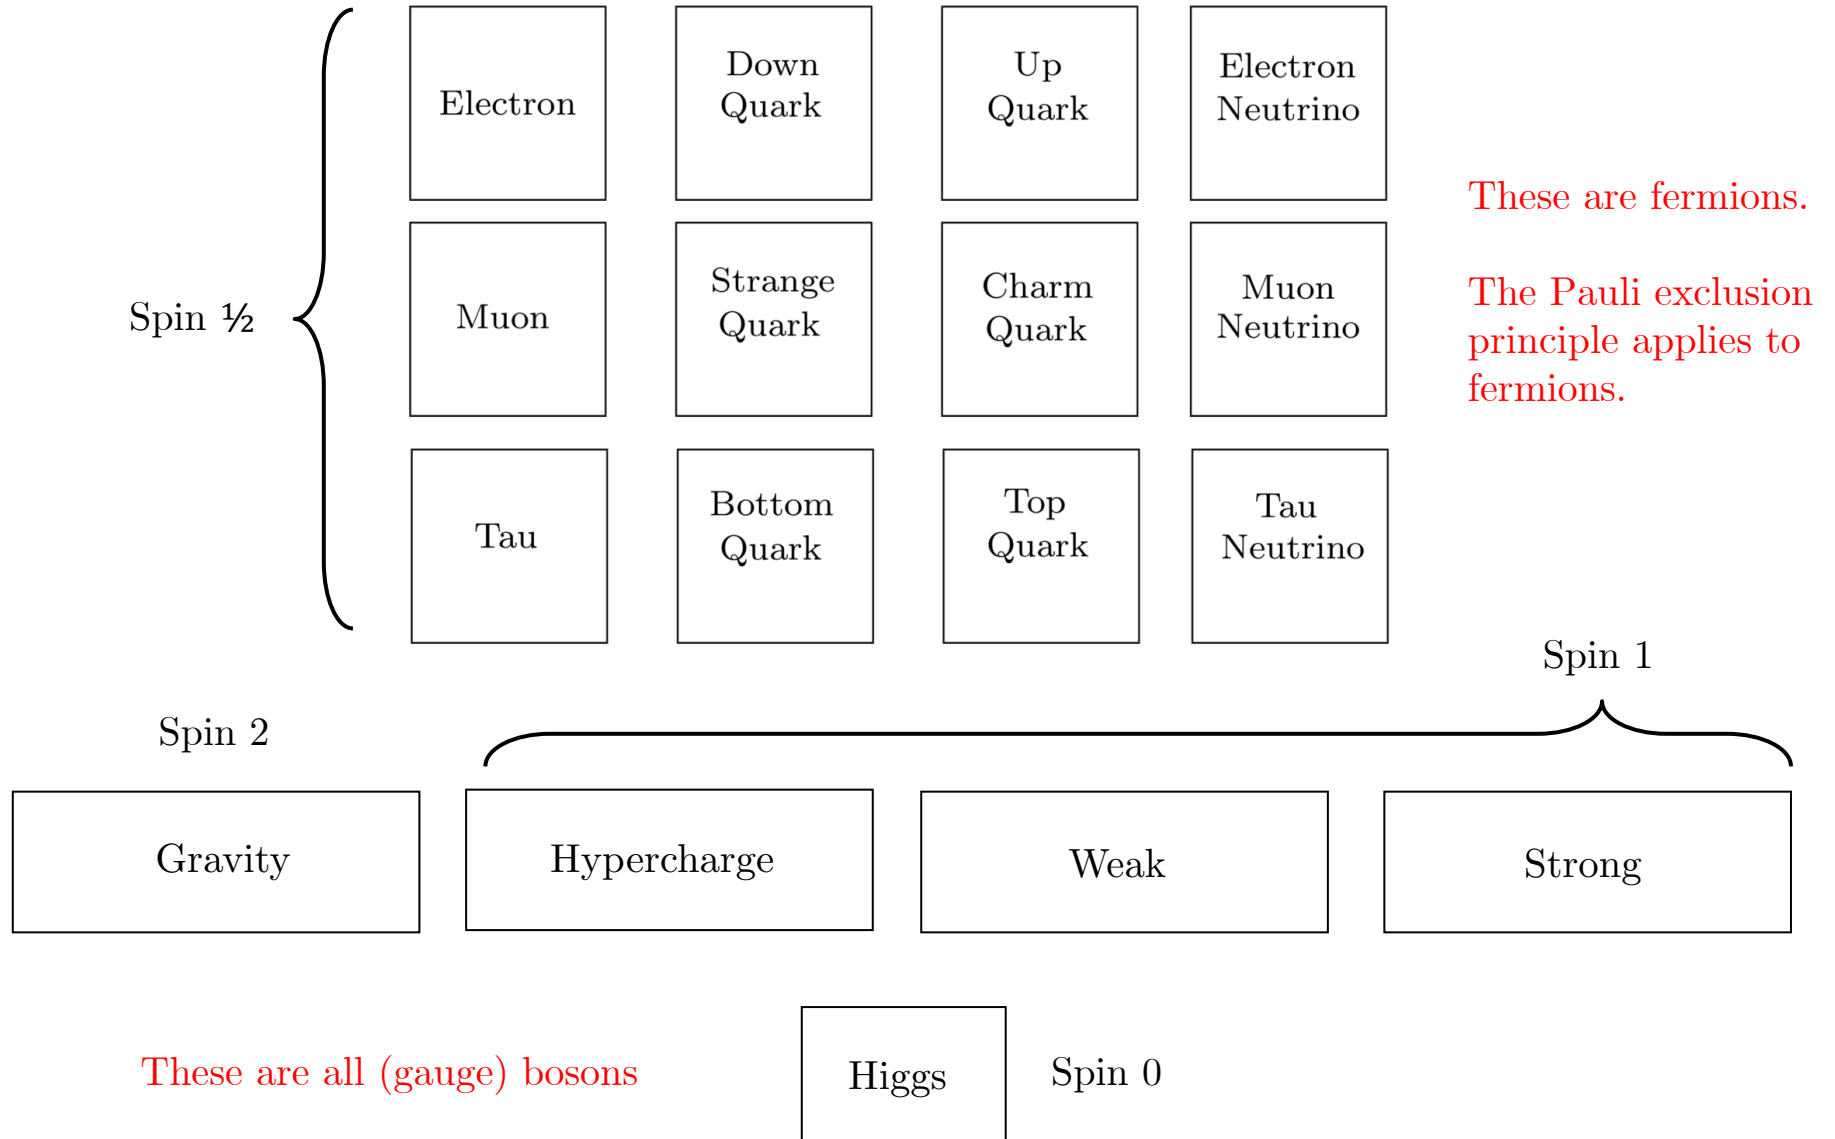 Electron
Down
Quark
Up
Quark
Electron
Neutrino
These are fermions.
The Pauli exclusion
principle applies to
fermions.
Spin ½
Muon
Strange
Quark
Charm
Quark
Muon
Neutrino
Tau
Bottom
Quark
Top
Quark
Tau
Neutrino
Spin 1
Spin 2
Gravity
Hypercharge
Weak
Strong
These are all (gauge) bosons
Higgs
Spin 0